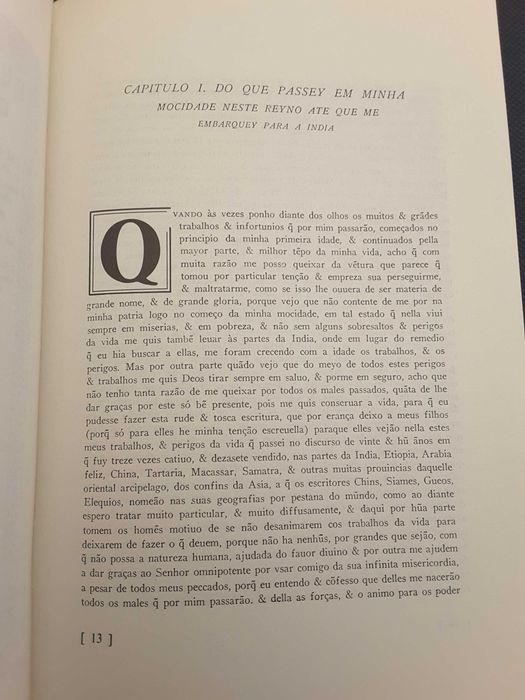 CAPITULO I. DO QUE PASSEY EM MINHA
MOCIDADE NESTE REYNO ATE QUE ME
EMBARQUEY PARA A INDIA
QVANDO às vezes ponho diante dos olhos os muitos & grãdes
trabalhos & infortunios q̃ por mim passarão, começados no
principio da minha primeira idade, & continuados pella
mayor parte, & milhor tẽpo da minha vida, acho q̃ com
muita razão me posso queixar da vẽtura que parece q̃
tomou por particular tenção & empreza sua perseguirme,
& maltratarme, como se isso lhe ouuera de ser materia de
grande nome, & de grande gloria, porque vejo que não contente de me por na
minha patria logo no começo da minha mocidade, em tal estado q̃ nella viui
sempre em miserias, & em pobreza, & não sem alguns sobresaltos & perigos
da vida me quis tambẽ leuar às partes da India, onde em lugar do remedio
q̃ eu hia buscar a ellas, me foram crecendo com a idade os trabalhos, & os
perigos. Mas por outra parte quãdo vejo que do meyo de todos estes perigos
& trabalhos me quis Deos tirar sempre em saluo, & porme em seguro, acho que
não tenho tanta razão de me queixar por todos os males passados, quãta de lhe
dar graças por este só bẽ presente, pois me quis conseruar a vida, para q̃ eu
pudesse fazer esta rude & tosca escritura, que por erança deixo a meus filhos
(porq̃ só para elles he minha tenção escreuella) paraque elles vejão nella estes
meus trabalhos, & perigos da vida q̃ passei no discurso de vinte & hũ ãnos em
q̃ fuy treze vezes catiuo, & dezasete vendido, nas partes da India, Etiopia, Arabia
feliz, China, Tartaria, Macassar, Samatra, & outras muitas prouincias daquelle
oriental arcipelago, dos confins da Asia, a q̃ os escritores Chins, Siames, Gueos,
Elequios, nomeão nas suas geografias por pestana do mũndo, como ao diante
espero tratar muito particular, & muito diffusamente, & daqui por hũa parte
tomem os homẽs motiuo de se não desanimarem cos trabalhos da vida para
deixarem de fazer o q̃ deuem, porque não ha nenhũs, por grandes que sejão, com
q̃ não possa a natureza humana, ajudada do fauor diuino & por outra me ajudem
a dar graças ao Senhor omnipotente por vsar comigo da sua infinita misericordia,
a pesar de todos meus peccados, porq̃ eu entendo & cõfesso que delles me nacerão
todos os males q̃ por mim passarão. & della as forças, & o animo para os poder
[ 13 ]